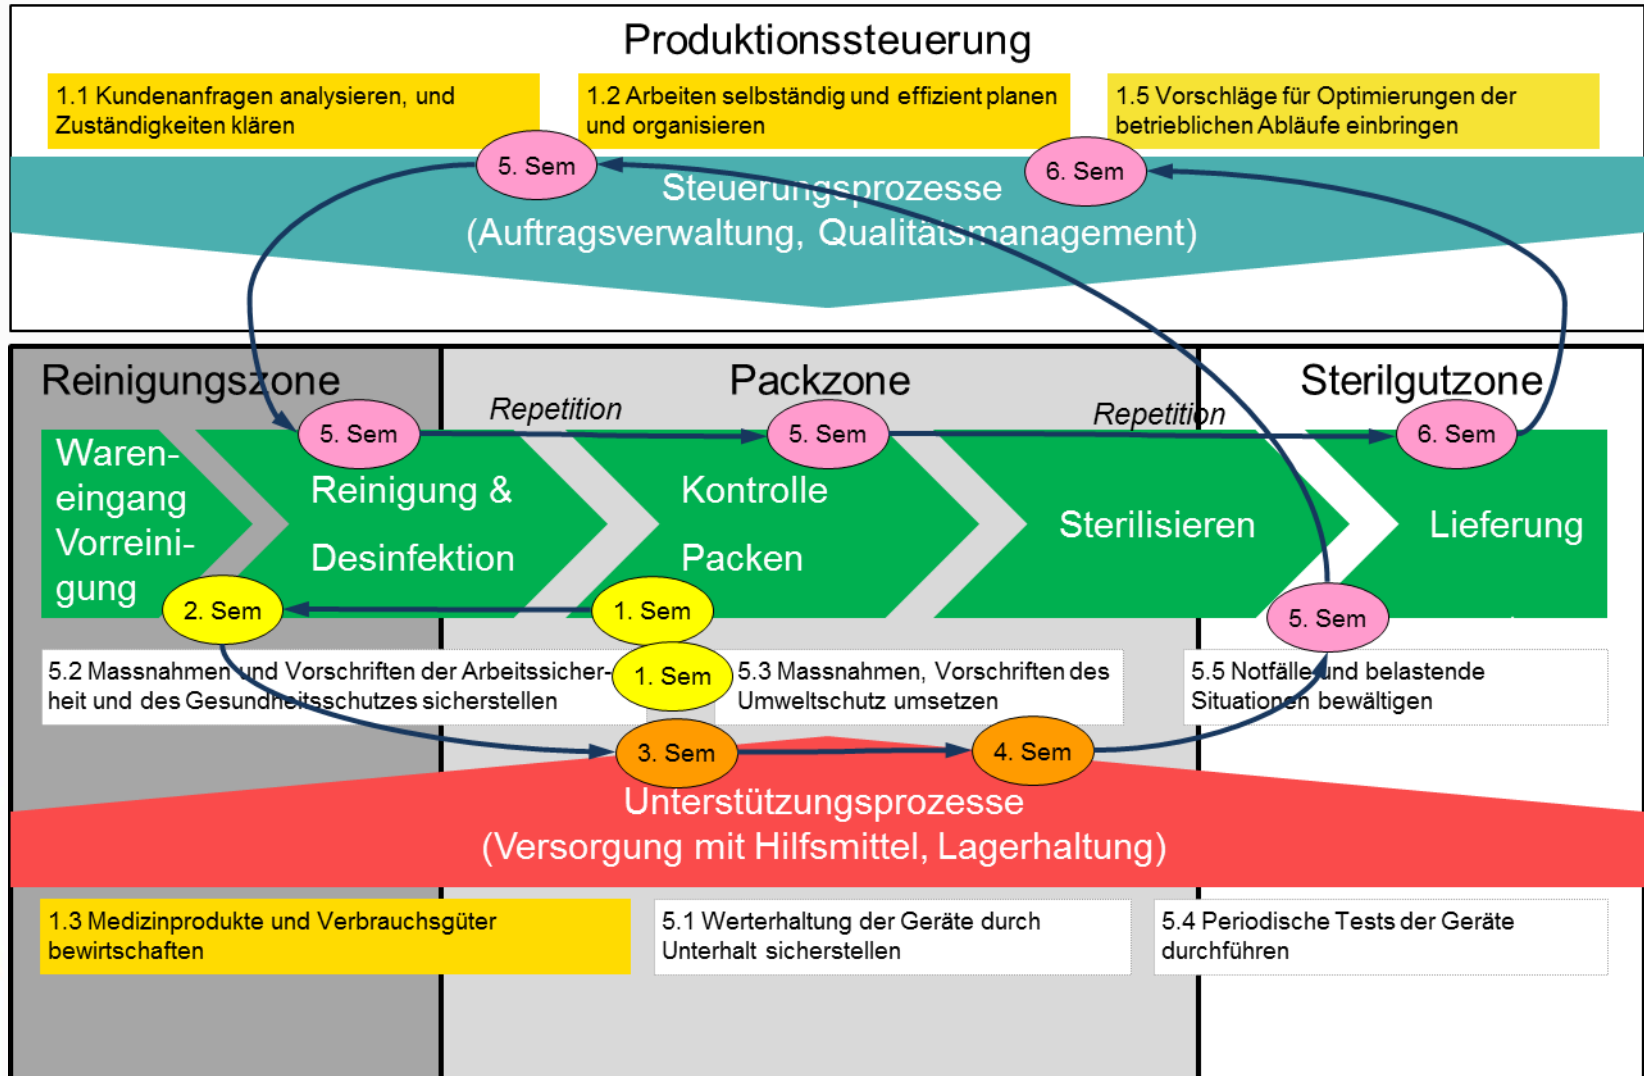 Produktionssteuerung
1.1 Kundenanfragen analysieren, und
Zuständigkeiten klären
1.2 Arbeiten selbständig und effizient planen
und organisieren
1.5 Vorschläge für Optimierungen der
betrieblichen Abläufe einbringen
5. Sem
6. Sem
Steuerungsprozesse
(Auftragsverwaltung, Qualitätsmanagement)
Reinigungszone
Packzone
Sterilgutzone
Repetition
Repetition
5. Sem
5. Sem
6. Sem
Waren-
eingang
Vorreini-
gung
Reinigung &
Desinfektion
Kontrolle
Packen
Sterilisieren
Lieferung
2. Sem
1. Sem
5. Sem
5.2 Massnahmen und Vorschriften der Arbeitssicher-
heit und des Gesundheitsschutzes sicherstellen
1. Sem
5.3 Massnahmen, Vorschriften des
Umweltschutz umsetzen
5.5 Notfälle und belastende
Situationen bewältigen
3. Sem
4. Sem
Unterstützungsprozesse
(Versorgung mit Hilfsmittel, Lagerhaltung)
1.3 Medizinprodukte und Verbrauchsgüter
bewirtschaften
5.1 Werterhaltung der Geräte durch
Unterhalt sicherstellen
5.4 Periodische Tests der Geräte
durchführen